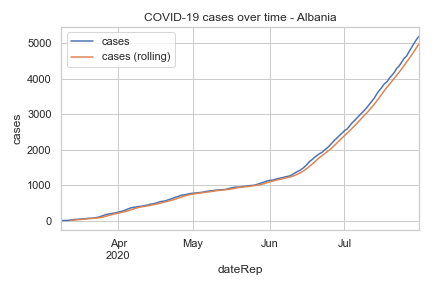 COVID-19 cases over time - Albania
cases
cases (rolling)
5000
4000
3000
2000
1000
0
cases
Apr
2020
May
Jun
Jul
dateRep